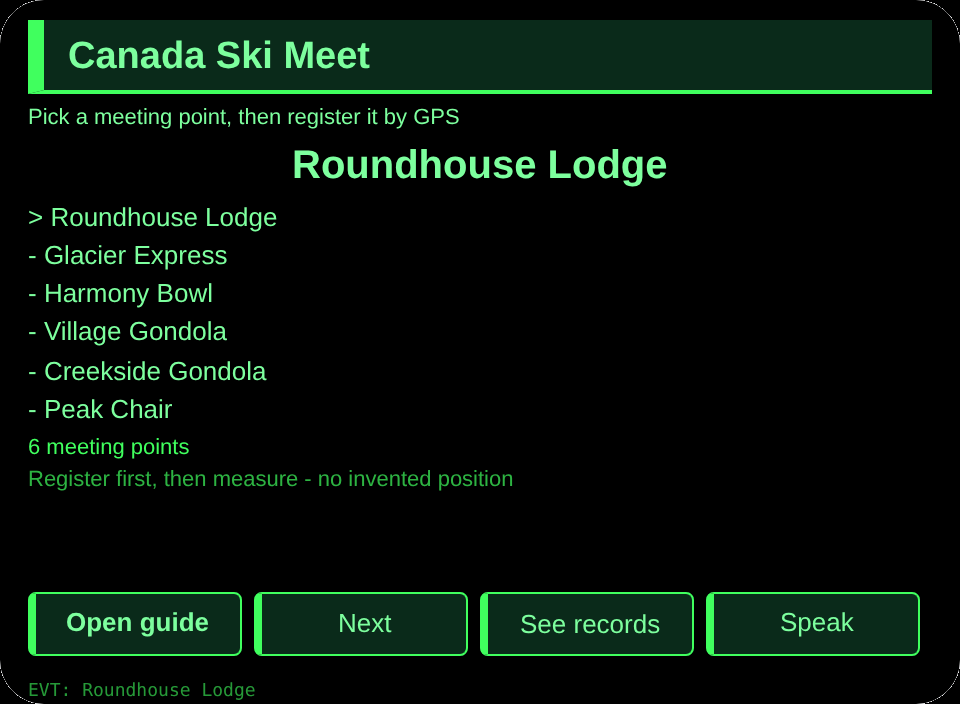 Canada Ski Meet
Pick a meeting point, then register it by GPS
Roundhouse Lodge
> Roundhouse Lodge
- Glacier Express
- Harmony Bowl
- Village Gondola
- Creekside Gondola
- Peak Chair
6 meeting points
Register first, then measure - no invented position
Open guide
Next
See records
Speak
EVT: Roundhouse Lodge